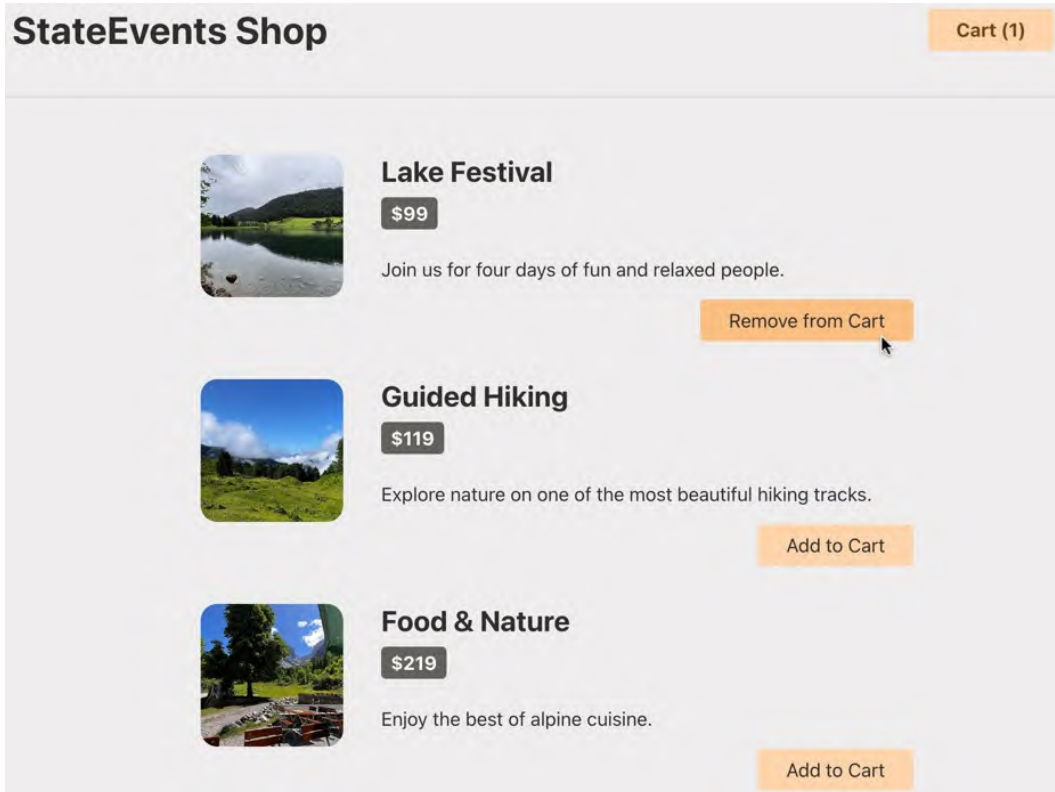 StateEvents Shop
Cart (1)
Lake Festival
$99
Join us for four days of fun and relaxed people.
Remove from Cart
Guided Hiking
$119
Explore nature on one of the most beautiful hiking tracks.
Add to Cart
Food & Nature
$219
Enjoy the best of alpine cuisine.
Add to Cart